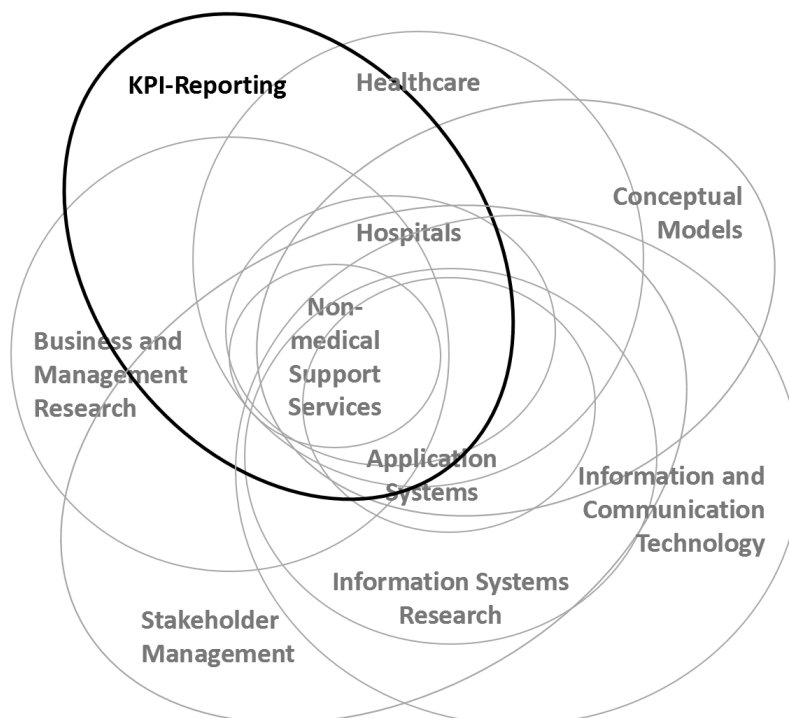 KPI-Reporting
Healthcare
Conceptual
Models
Hospitals
Non-
medical
Support
Services
Business and
Management
Research
Application
Systems
Information and
Communication
Technology
Information Systems
Research
Stakeholder
Management